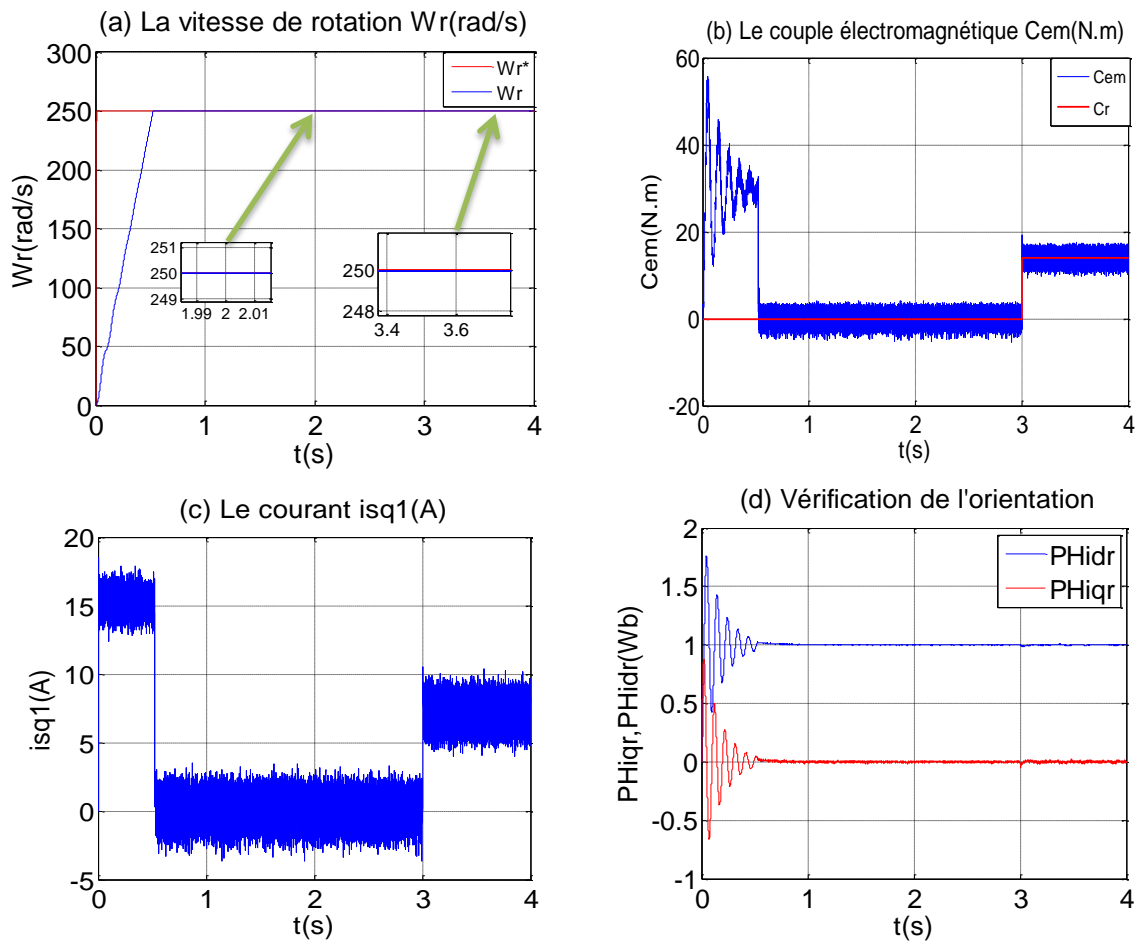 (a) La vitesse de rotation Wr(rad/s)
300
250
200
150
100
50
0
Wr(rad/s)
Wr*
Wr
251
250
249
1.99 2 2.01
250
248
3.4 3.6
0 1 2 3 4
t(s)
(b) Le couple électromagnétique Cem(N.m)
60
40
20
0
-20
Cem(N.m)
Cem
Cr
0 1 2 3 4
t(s)
(c) Le courant isq1(A)
20
15
10
5
0
-5
isq1(A)
0 1 2 3 4
t(s)
(d) Vérification de l'orientation
2
1.5
1
0.5
0
-0.5
-1
PHiqr,PHidr(Wb)
PHidr
PHiqr
0 1 2 3 4
t(s)